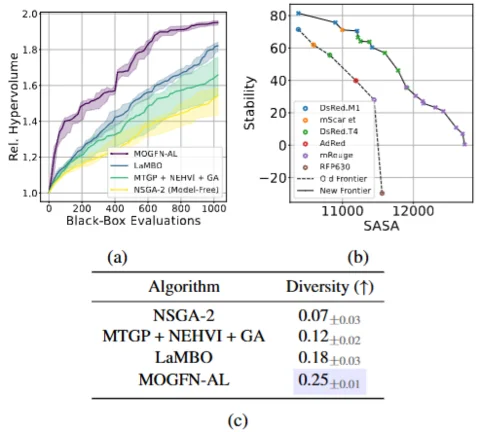 2.0
1.8
1.6
1.4
1.2
1.0
Rel. Hypervolume
MOGFN-AL
LaMBO
MTGP + NEHVI + GA
NSGA-2 (Model-Free)
0 200 400 600 800 1000
Black-Box Evaluations
(a)
80
60
40
20
0
−20
Stability
DsRed.M1
mScar et
DsRed.T4
AdRed
mRouge
RFP630
O d Frontier
New Frontier
11000 12000
SASA
(b)
Algorithm Diversity (↑)
NSGA-2 0.07±0.03
MTGP + NEHVI + GA 0.12±0.02
LaMBO 0.18±0.03
MOGFN-AL 0.25±0.01
(c)